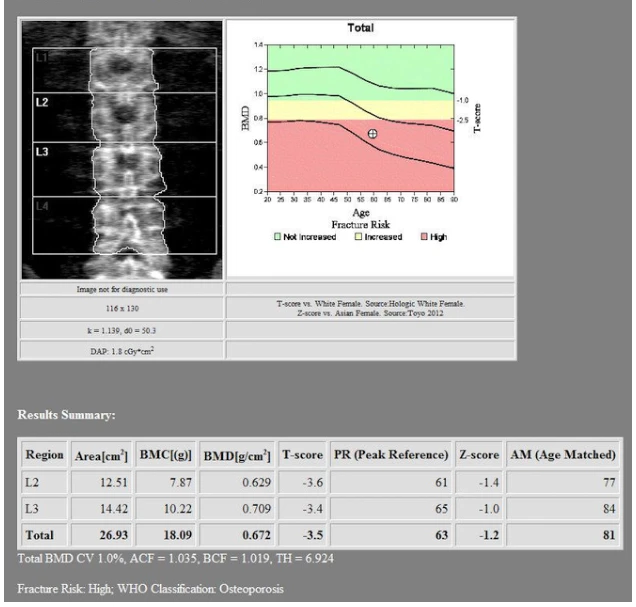 L1
L2
L3
L4
Total
1.4
1.2
1.0
0.8
0.6
0.4
0.2
BMD
-1.0
-2.5
T-score
20 25 30 35 40 45 50 55 60 65 70 75 80 85 90
Age
Fracture Risk
Not Increased Increased High
Image not for diagnostic use
116 x 130
k = 1.139, d0 = 50.3
DAP: 1.8 cGy*cm²
T-score vs. White Female. Source:Hologic White Female.
Z-score vs. Asian Female. Source:Toyo 2012
Results Summary:
Region Area[cm²] BMC[(g)] BMD[g/cm²] T-score PR (Peak Reference) Z-score AM (Age Matched)
L2 12.51 7.87 0.629 -3.6 61 -1.4 77
L3 14.42 10.22 0.709 -3.4 65 -1.0 84
Total 26.93 18.09 0.672 -3.5 63 -1.2 81
Total BMD CV 1.0%, ACF = 1.035, BCF = 1.019, TH = 6.924
Fracture Risk: High; WHO Classification: Osteoporosis